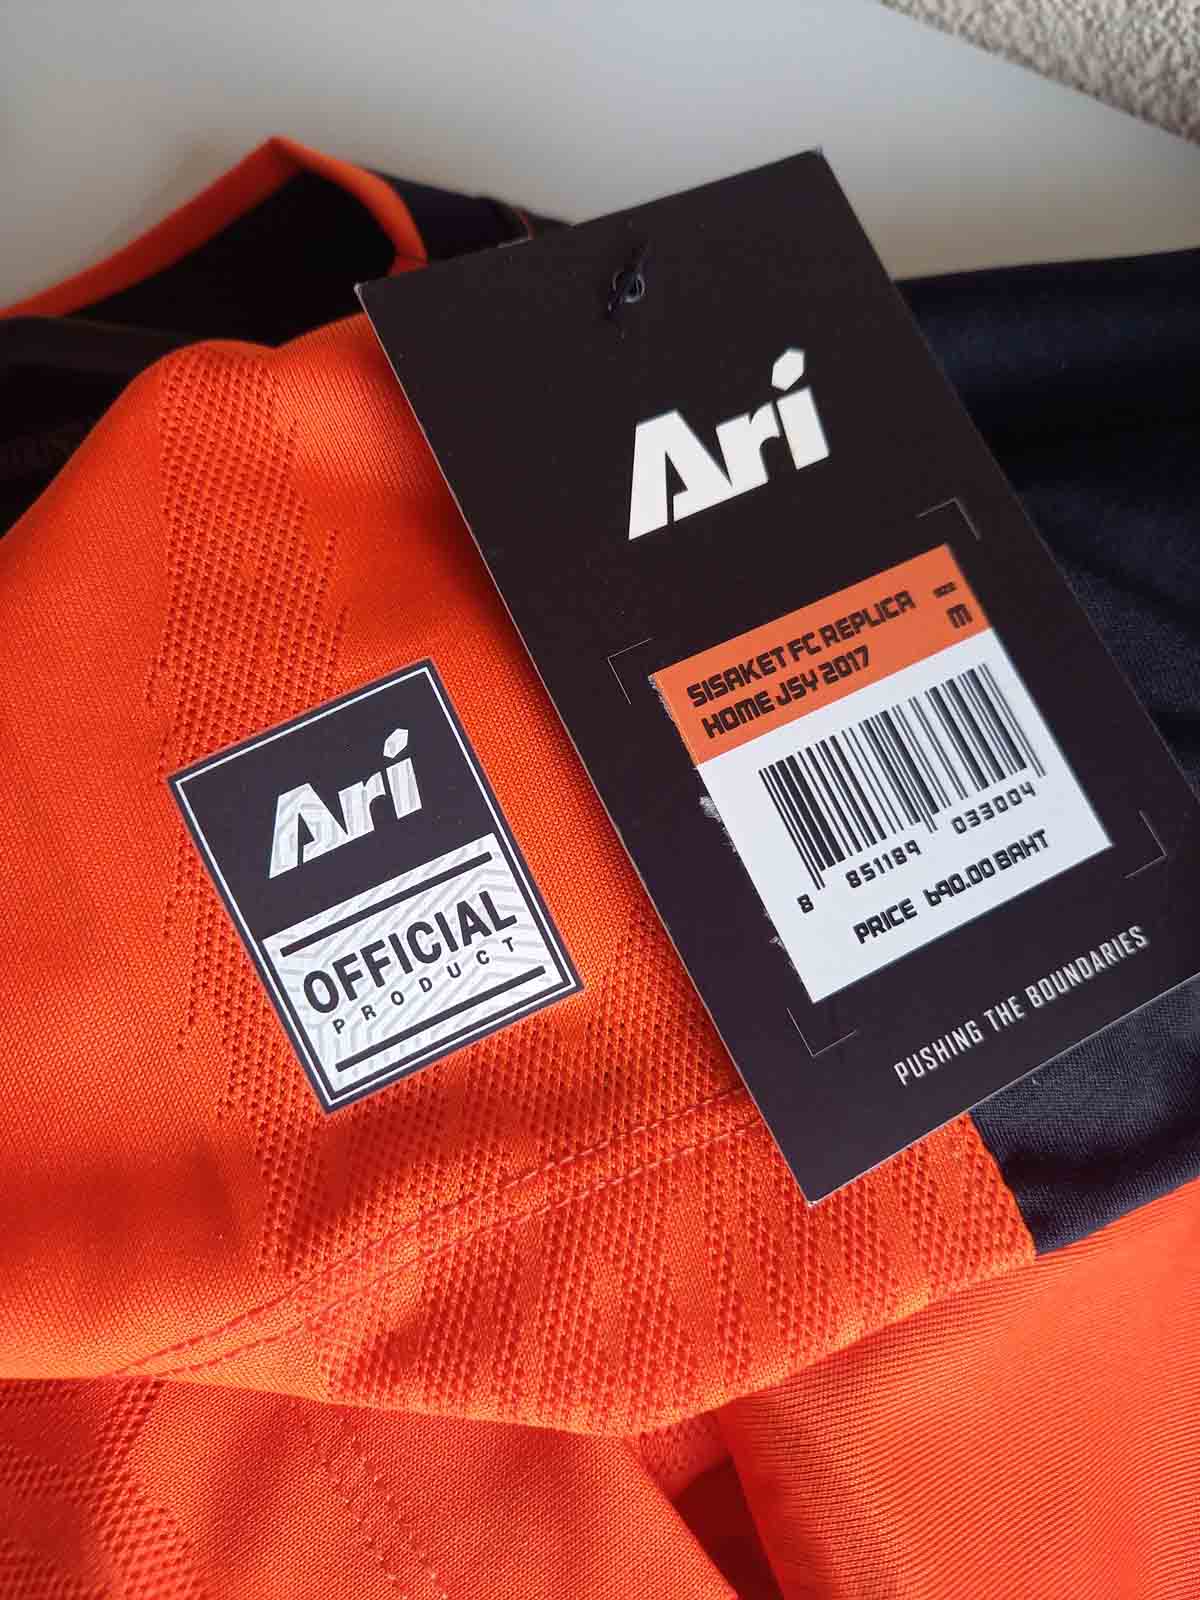 Ari
SISAKET FC REPLICA
HOME JSY 2017
M
8 851189 033004
PRICE 690.00 BAHT
PUSHING THE BOUNDARIES
Ari
OFFICIAL
PRODUCT